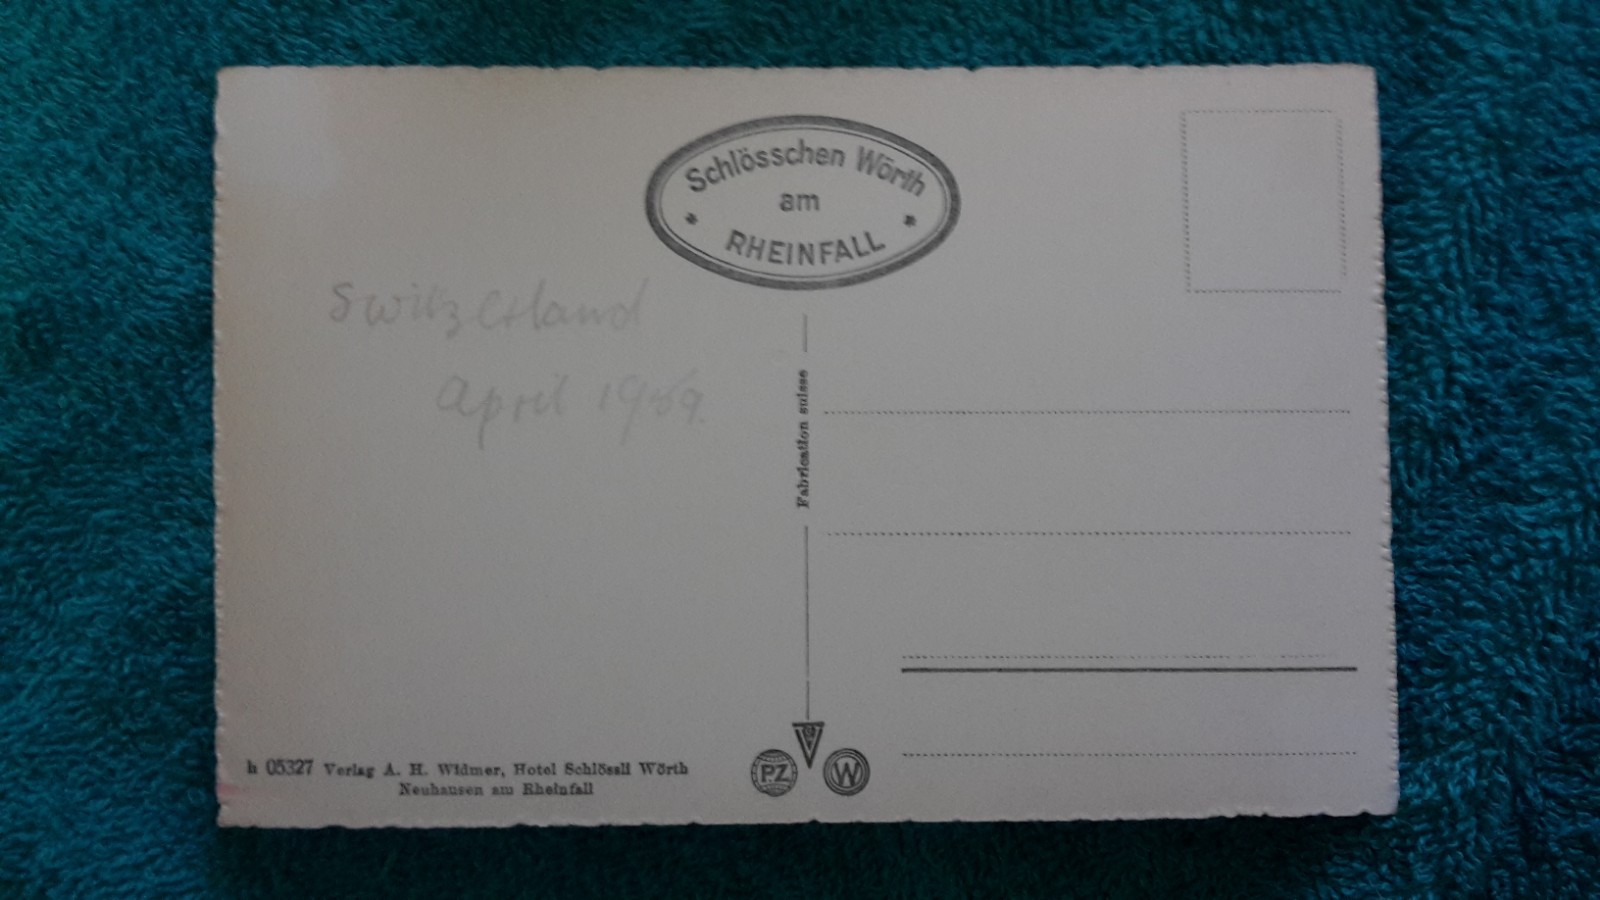 Schlösschen Wörth
am
RHEINFALL
Switzerland
April 1969.
Fabrication suisse
h 05327 Verlag A. H. Widmer, Hotel Schlössli Wörth
Neuhausen am Rheinfall
PZ
W